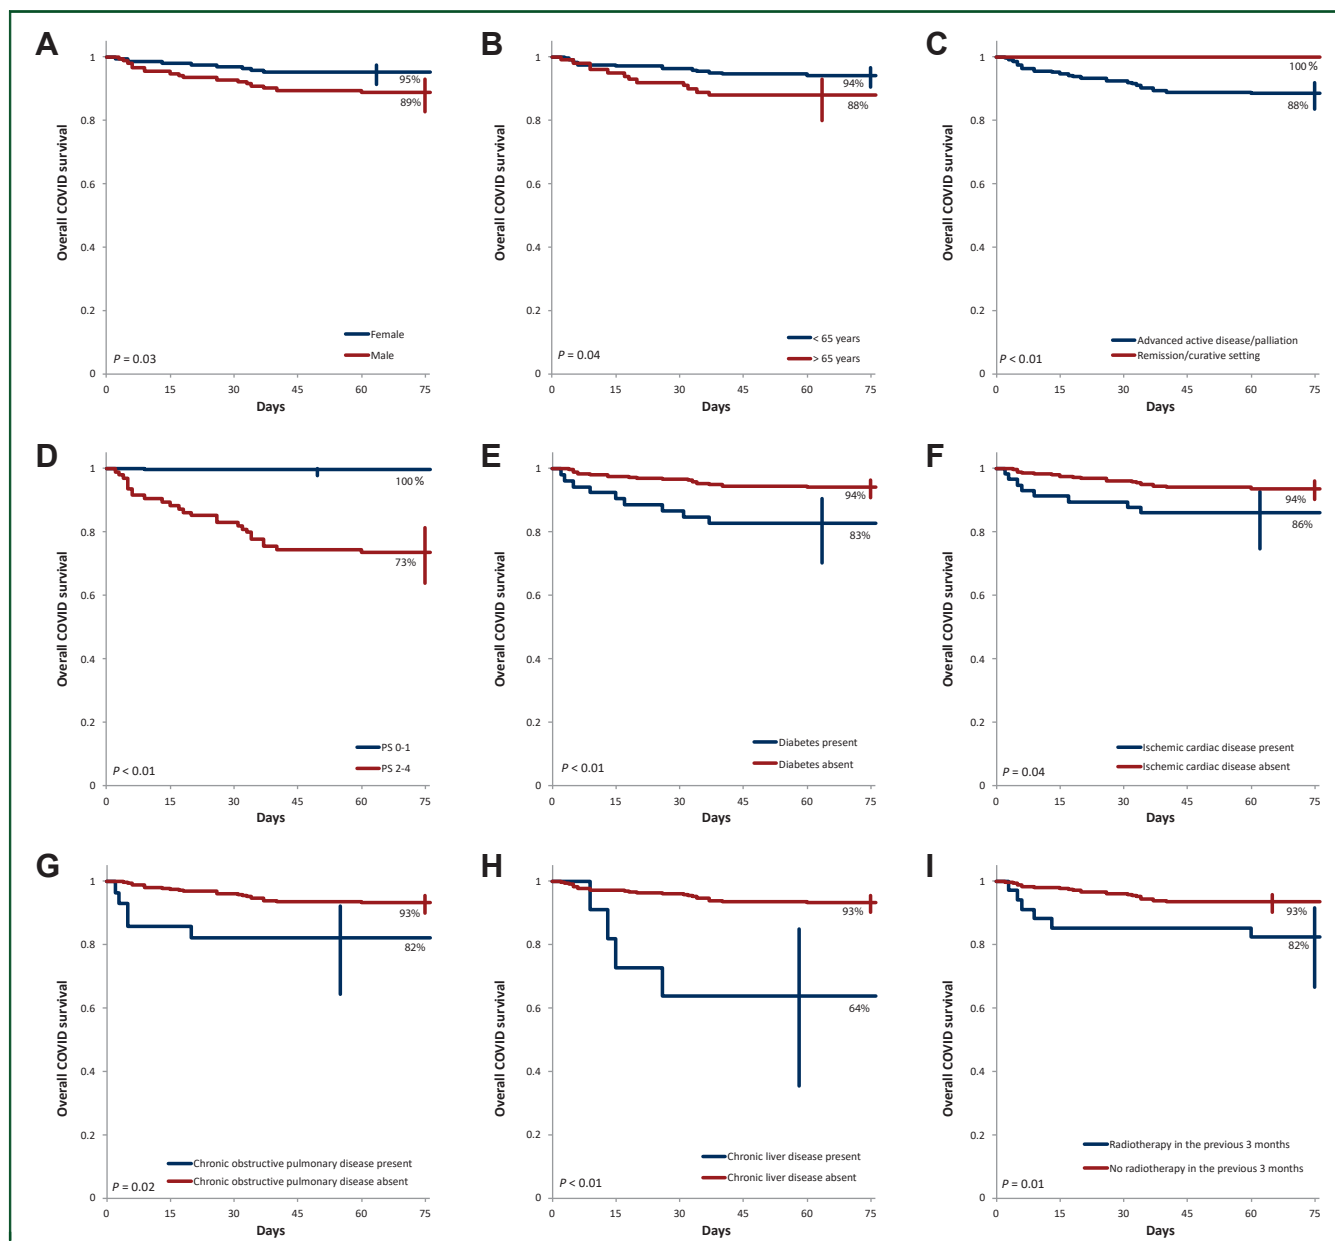 A
Overall COVID survival
1
0.8
0.6
0.4
0.2
0
95%
89%
Female
Male
P = 0.03
0 15 30 45 60 75
Days
B
Overall COVID survival
1
0.8
0.6
0.4
0.2
0
94%
88%
< 65 years
> 65 years
P = 0.04
0 15 30 45 60 75
Days
C
Overall COVID survival
1
0.8
0.6
0.4
0.2
0
100 %
88%
Advanced active disease/palliation
Remission/curative setting
P < 0.01
0 15 30 45 60 75
Days
D
Overall COVID survival
1
0.8
0.6
0.4
0.2
0
100 %
73%
PS 0-1
PS 2-4
P < 0.01
0 15 30 45 60 75
Days
E
Overall COVID survival
1
0.8
0.6
0.4
0.2
0
94%
83%
Diabetes present
Diabetes absent
P < 0.01
0 15 30 45 60 75
Days
F
Overall COVID survival
1
0.8
0.6
0.4
0.2
0
94%
86%
Ischemic cardiac disease present
Ischemic cardiac disease absent
P = 0.04
0 15 30 45 60 75
Days
G
Overall COVID survival
1
0.8
0.6
0.4
0.2
0
93%
82%
Chronic obstructive pulmonary disease present
Chronic obstructive pulmonary disease absent
P = 0.02
0 15 30 45 60 75
Days
H
Overall COVID survival
1
0.8
0.6
0.4
0.2
0
93%
64%
Chronic liver disease present
Chronic liver disease absent
P < 0.01
0 15 30 45 60 75
Days
I
Overall COVID survival
1
0.8
0.6
0.4
0.2
0
93%
82%
Radiotherapy in the previous 3 months
No radiotherapy in the previous 3 months
P = 0.01
0 15 30 45 60 75
Days